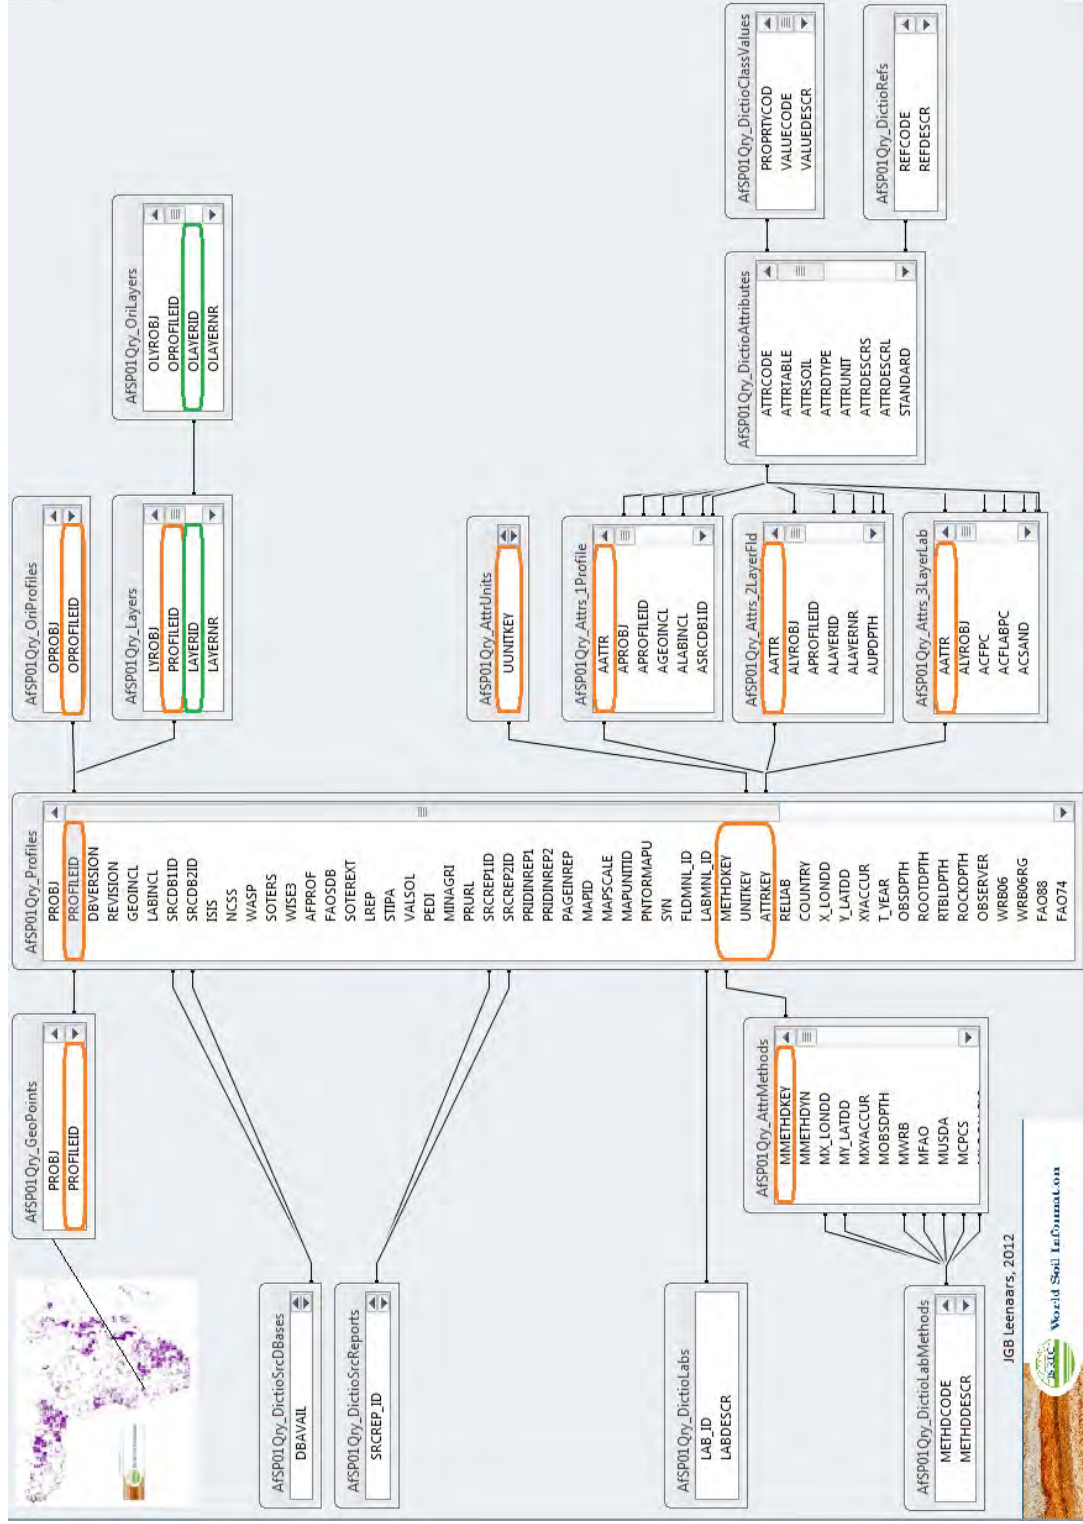 AfSP01Qry_GeoPoints
PROBJ
PROFILEID
AfSP01Qry_DictioSrcDBases
DBAVAIL
AfSP01Qry_DictioSrcReports
SRCREP_ID
AfSP01Qry_DictioLabs
LAB_ID
LABDESCR
AfSP01Qry_AttrMethods
MMETHDKEY
MMETHDYN
MX_LONDD
MY_LATDD
MXYACCUR
MOBSDPTH
MWRB
MFAO
MUSDA
MCPCS
AfSP01Qry_DictioLabMethods
METHDCODE
METHDDESCR
AfSP01Qry_Profiles
PROBJ
PROFILEID
DBVERSION
REVISION
GEOINCL
LABINCL
SRCDB1ID
SRCDB2ID
ISIS
NCSS
WASP
SOTERS
WISE3
AFPROF
FAOSDB
SOTEREXT
LREP
STIPA
VALSOL
PEDI
MINAGRI
PRURL
SRCREP1ID
SRCREP2ID
PRIDINREP1
PRIDINREP2
PAGEINREP
MAPID
MAPSCALE
MAPUNITID
PNTORMAPU
SYN
FLDMNL_ID
LABMNL_ID
METHDKEY
UNITKEY
ATTRKEY
RELIAB
COUNTRY
X_LONDD
Y_LATDD
XYACCUR
T_YEAR
OBSDPTH
ROOTDPTH
RTBLDPTH
ROCKDPTH
OBSERVER
WRB06
WRB06RG
FAO88
FAO74
AfSP01Qry_OriProfiles
OPROBJ
OPROFILEID
AfSP01Qry_Layers
LYROBJ
PROFILEID
LAYERID
LAYERNR
AfSP01Qry_OriLayers
OLYROBJ
OPROFILEID
OLAYERID
OLAYERNR
AfSP01Qry_AttrUnits
UUNITKEY
AfSP01Qry_Attrs_1Profile
AATTR
APROBJ
APROFILEID
AGEOINCL
ALABINCL
ASRCDB1ID
AfSP01Qry_Attrs_2LayerFld
AATTR
ALYROBJ
APROFILEID
ALAYERID
ALAYERNR
AUPDPTH
AfSP01Qry_Attrs_3LayerLab
AATTR
ALYROBJ
ACFPC
ACFLABPC
ACSAND
AfSP01Qry_DictioAttributes
ATTRCODE
ATTRTABLE
ATTRSOIL
ATTRDTYPE
ATTRUNIT
ATTRDESCRS
ATTRDESCRL
STANDARD
AfSP01Qry_DictioClassValues
PROPRTYCOD
VALUECODE
VALUEDESCR
AfSP01Qry_DictioRefs
REFCODE
REFDESCR
JGB Leenaars, 2012
ISRIC
World Soil Information